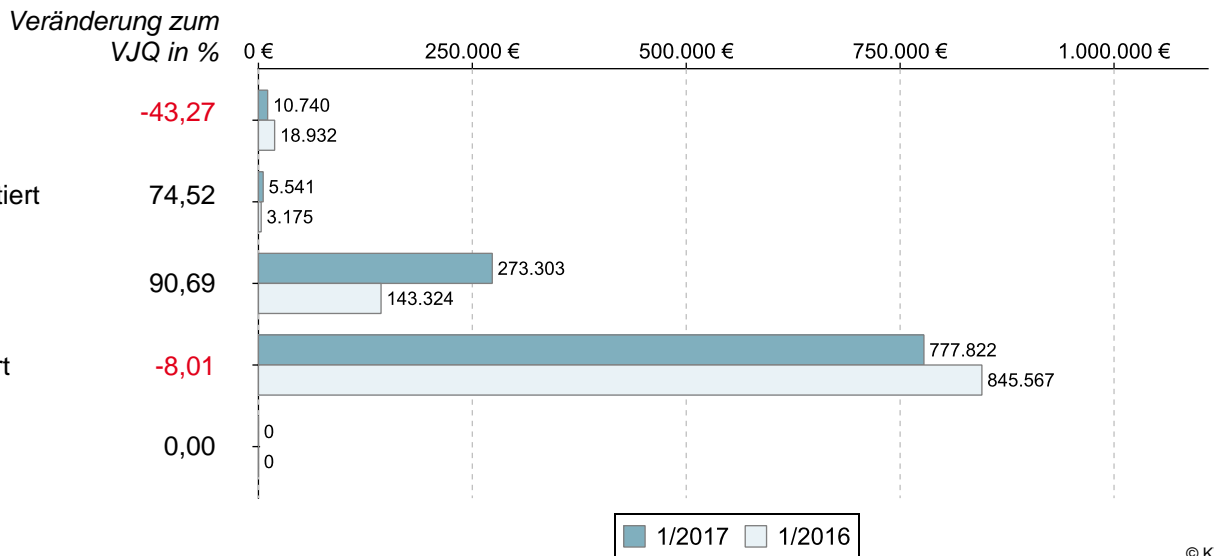 Veränderung zum
VJQ in %
0 € 250.000 € 500.000 € 750.000 € 1.000.000 €
-43,27 10.740
18.932
tiert 74,52 5.541
3.175
90,69 273.303
143.324
rt -8,01 777.822
845.567
0,00 0
0
1/2017 1/2016
© K